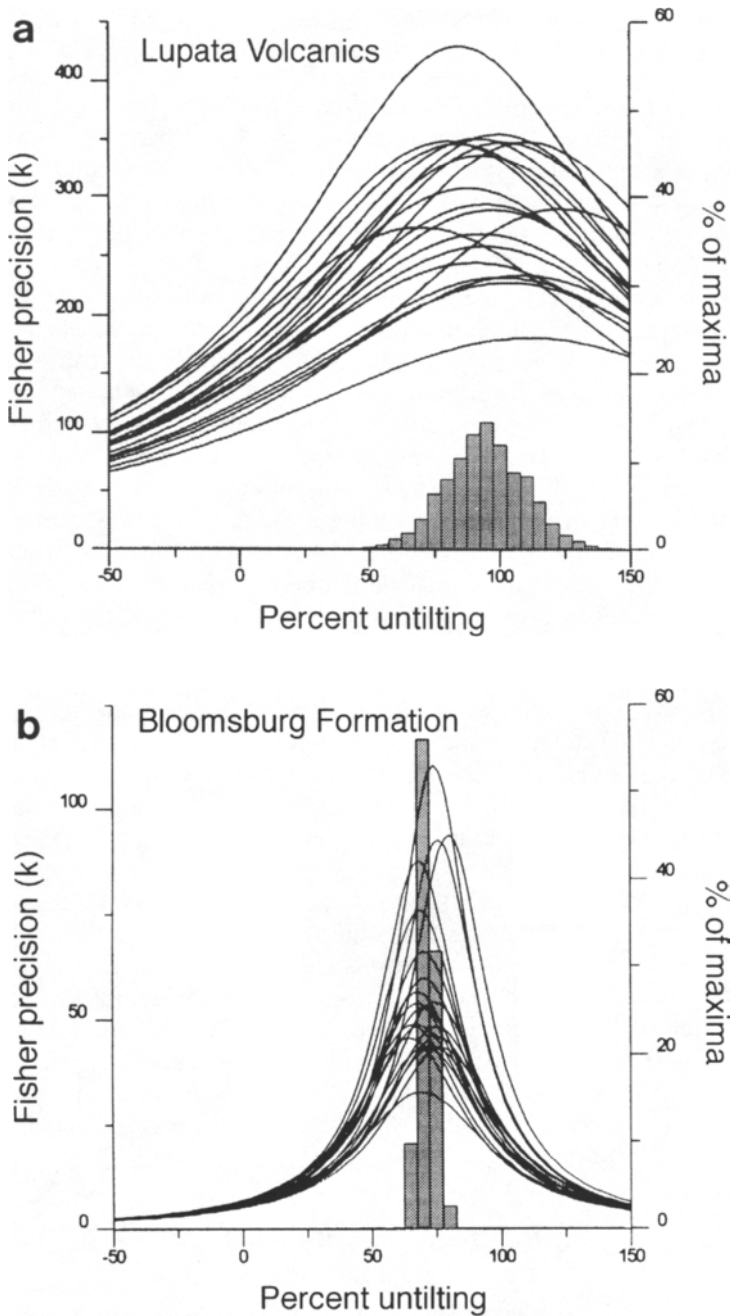 a
Lupata Volcanics
Fisher precision (k)
400
300
200
100
0
60
40
20
0
% of maxima
-50
0
50
100
150
Percent untilting
b
Bloomsburg Formation
Fisher precision (k)
100
50
0
60
40
20
0
% of maxima
-50
0
50
100
150
Percent untilting